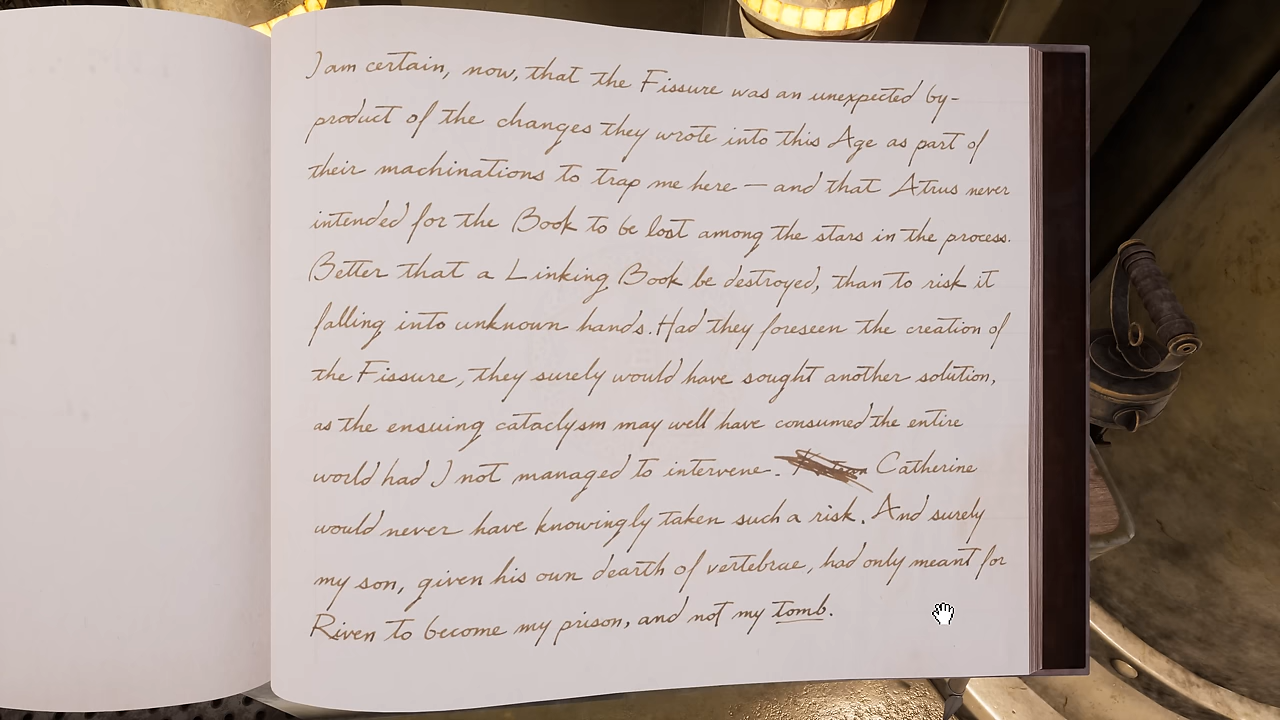 I am certain, now, that the Fissure was an unexpected by-
product of the changes they wrote into this Age as part of
their machinations to trap me here — and that Atrus never
intended for the Book to be lost among the stars in the process.
Better that a Linking Book be destroyed, than to risk it
falling into unknown hands. Had they foreseen the creation of
the Fissure, they surely would have sought another solution,
as the ensuing cataclysm may well have consumed the entire
world had I not managed to intervene. Catherine
would never have knowingly taken such a risk. And surely
my son, given his own dearth of vertebrae, had only meant for
Riven to become my prison, and not my tomb.